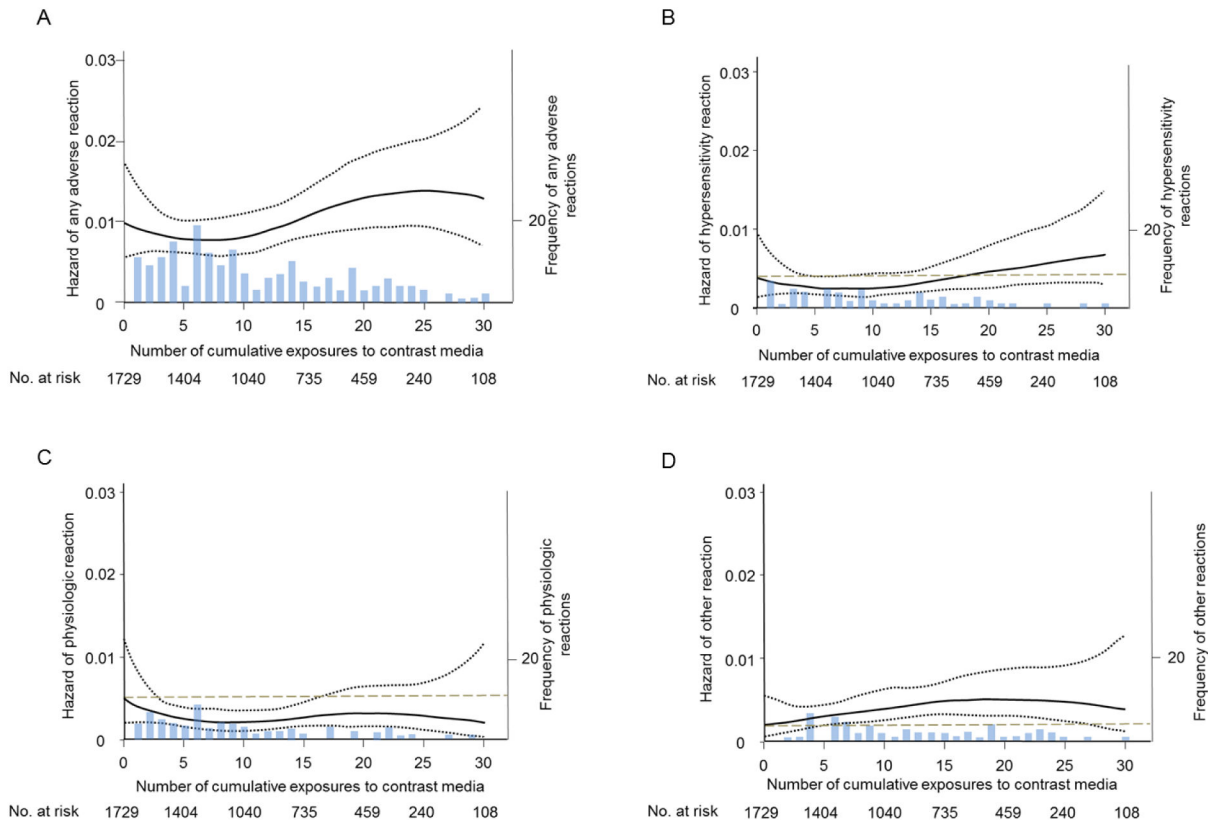 A
Hazard of any adverse reaction
0.03
0.02
0.01
0
20
Frequency of any adverse
reactions
0 5 10 15 20 25 30
Number of cumulative exposures to contrast media
No. at risk 1729 1404 1040 735 459 240 108
B
Hazard of hypersensitivity reaction
0.03
0.02
0.01
0
20
Frequency of hypersensitivity
reactions
0 5 10 15 20 25 30
Number of cumulative exposures to contrast media
No. at risk 1729 1404 1040 735 459 240 108
C
Hazard of physiologic reaction
0.03
0.02
0.01
0
20
Frequency of physiologic
reactions
0 5 10 15 20 25 30
Number of cumulative exposures to contrast media
No. at risk 1729 1404 1040 735 459 240 108
D
Hazard of other reaction
0.03
0.02
0.01
0
20
Frequency of other reactions
0 5 10 15 20 25 30
Number of cumulative exposures to contrast media
No. at risk 1729 1404 1040 735 459 240 108